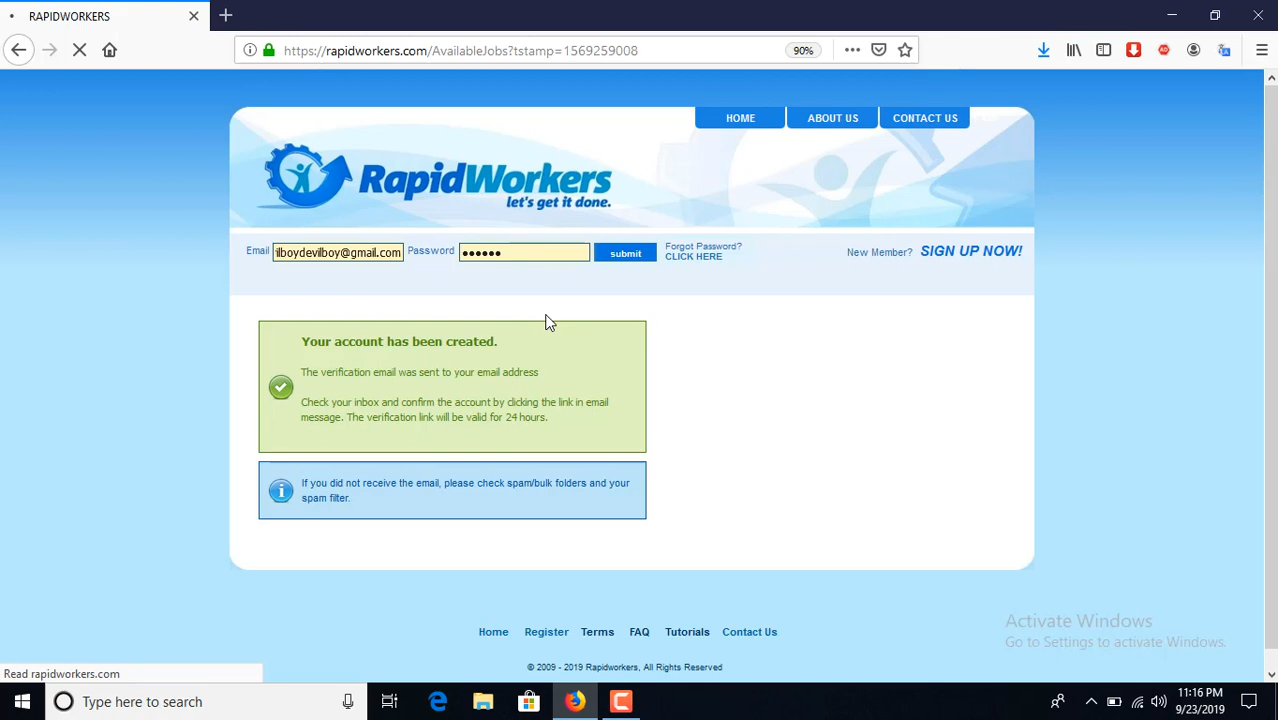 RAPIDWORKERS
https://rapidworkers.com/AvailableJobs?tstamp=1569259008
90%
HOME
ABOUT US
CONTACT US
RapidWorkers
let's get it done.
Email
ilboydevilboy@gmail.com
Password
••••••
submit
Forgot Password?
CLICK HERE
New Member?
SIGN UP NOW!
Your account has been created.
The verification email was sent to your email address
Check your inbox and confirm the account by clicking the link in email
message. The verification link will be valid for 24 hours.
If you did not receive the email, please check spam/bulk folders and your
spam filter.
Activate Windows
Go to Settings to activate Windows.
Home
Register
Terms
FAQ
Tutorials
Contact Us
© 2009 - 2019 Rapidworkers, All Rights Reserved
Read rapidworkers.com
Type here to search
11:16 PM
9/23/2019